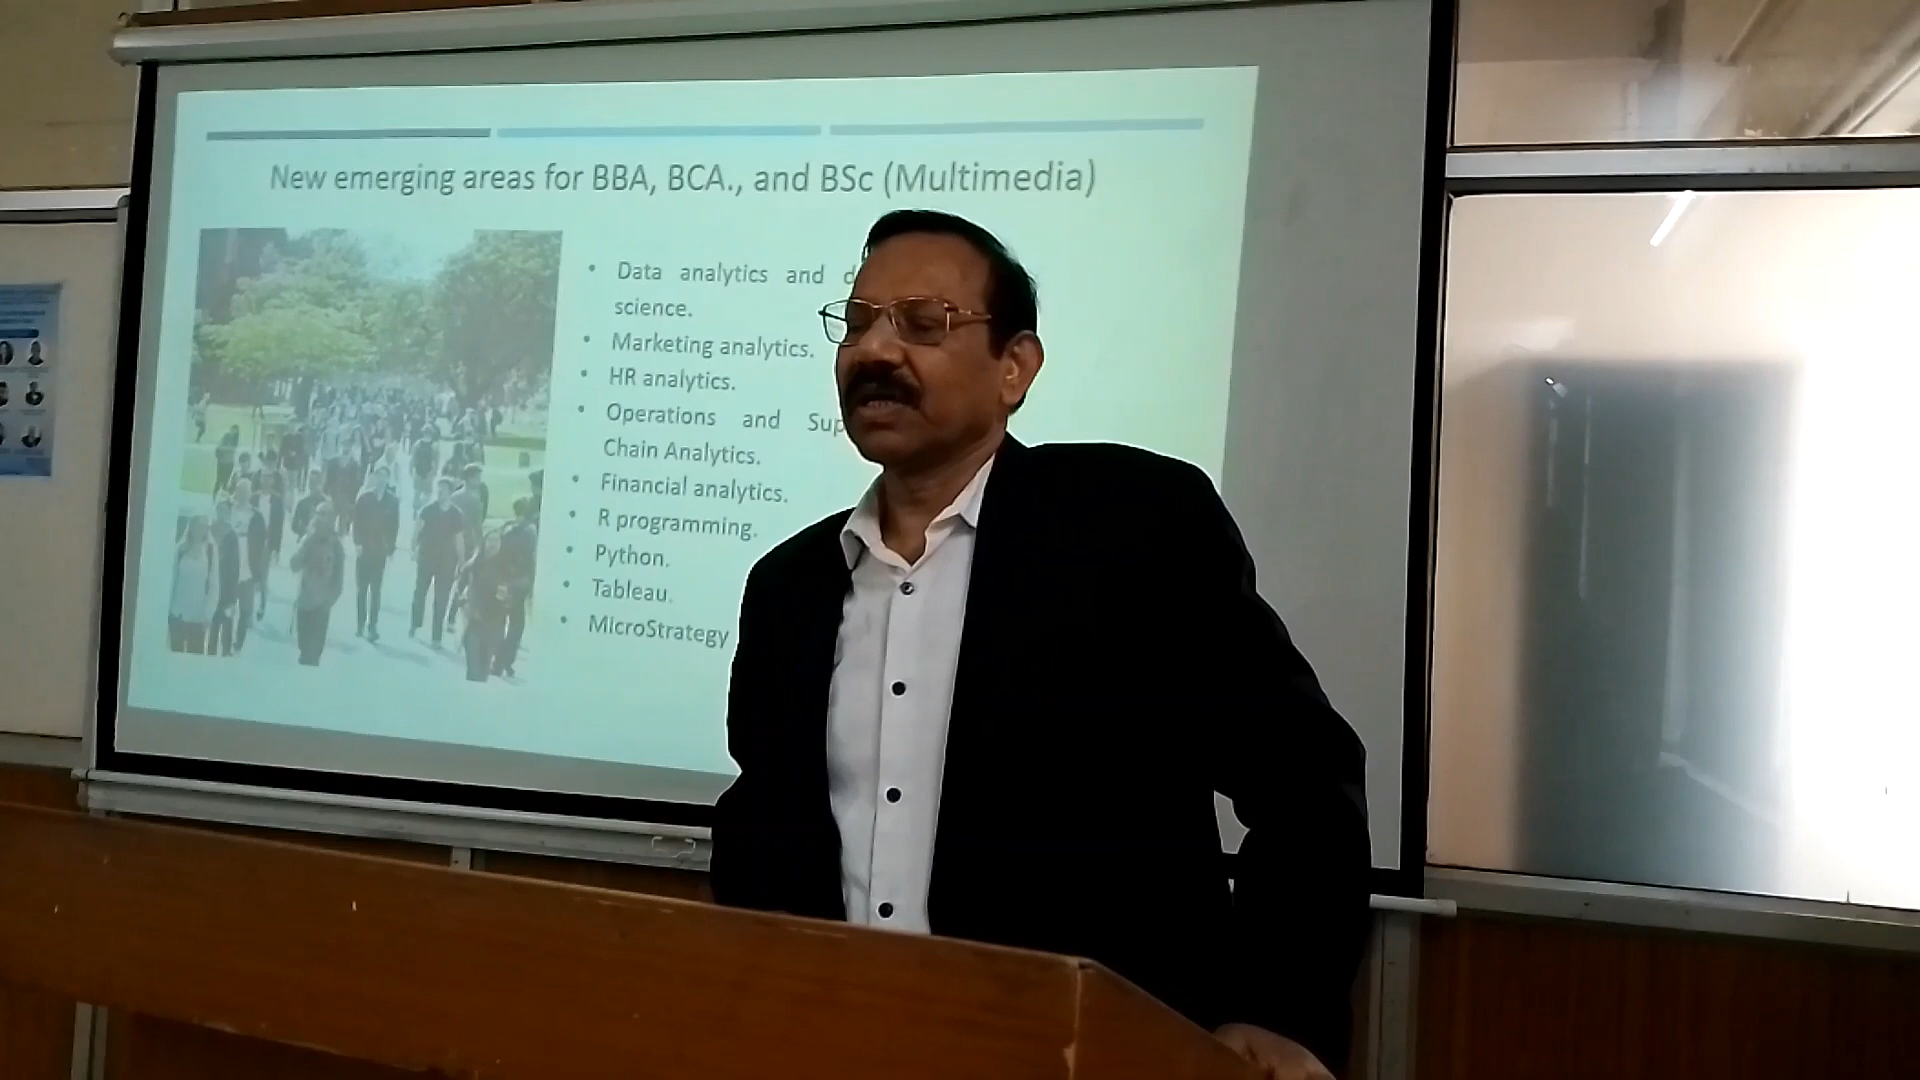 New emerging areas for BBA, BCA., and BSc (Multimedia)
• Data analytics and
science.
• Marketing analytics.
• HR analytics.
• Operations and
Chain Analytics.
• Financial analytics.
• R programming.
• Python.
• Tableau.
• MicroStrategy